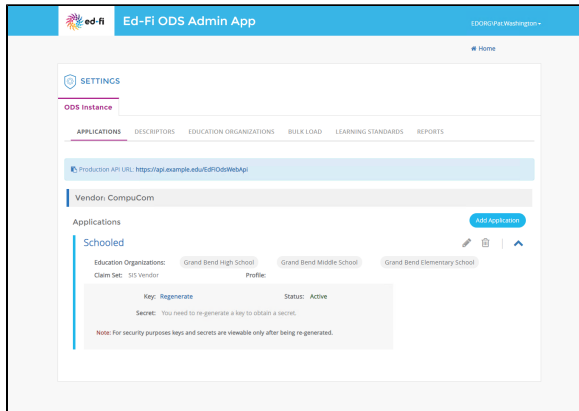 ed-fi Ed-Fi ODS Admin App EDORG\Pat.Washington
Home
SETTINGS
ODS Instance
APPLICATIONS DESCRIPTORS EDUCATION ORGANIZATIONS BULK LOAD LEARNING STANDARDS REPORTS
Production API URL: https://api.example.edu/EdFiOdsWebApi
Vendor: CompuCom
Applications Add Application
Schooled
Education Organizations: Grand Bend High School Grand Bend Middle School Grand Bend Elementary School
Claim Set: SIS Vendor Profile:
Key: Regenerate Status: Active
Secret: You need to re-generate a key to obtain a secret.
Note: For security purposes keys and secrets are viewable only after being re-generated.